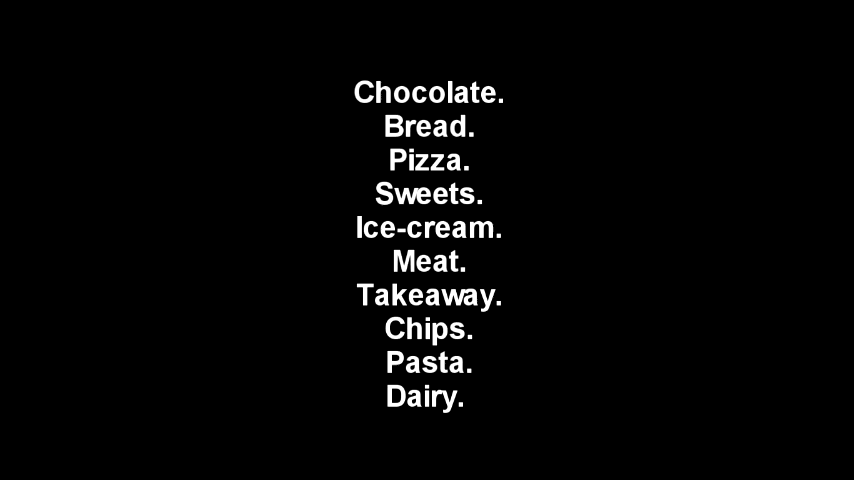 Chocolate.
Bread.
Pizza.
Sweets.
Ice-cream.
Meat.
Takeaway.
Chips.
Pasta.
Dairy.